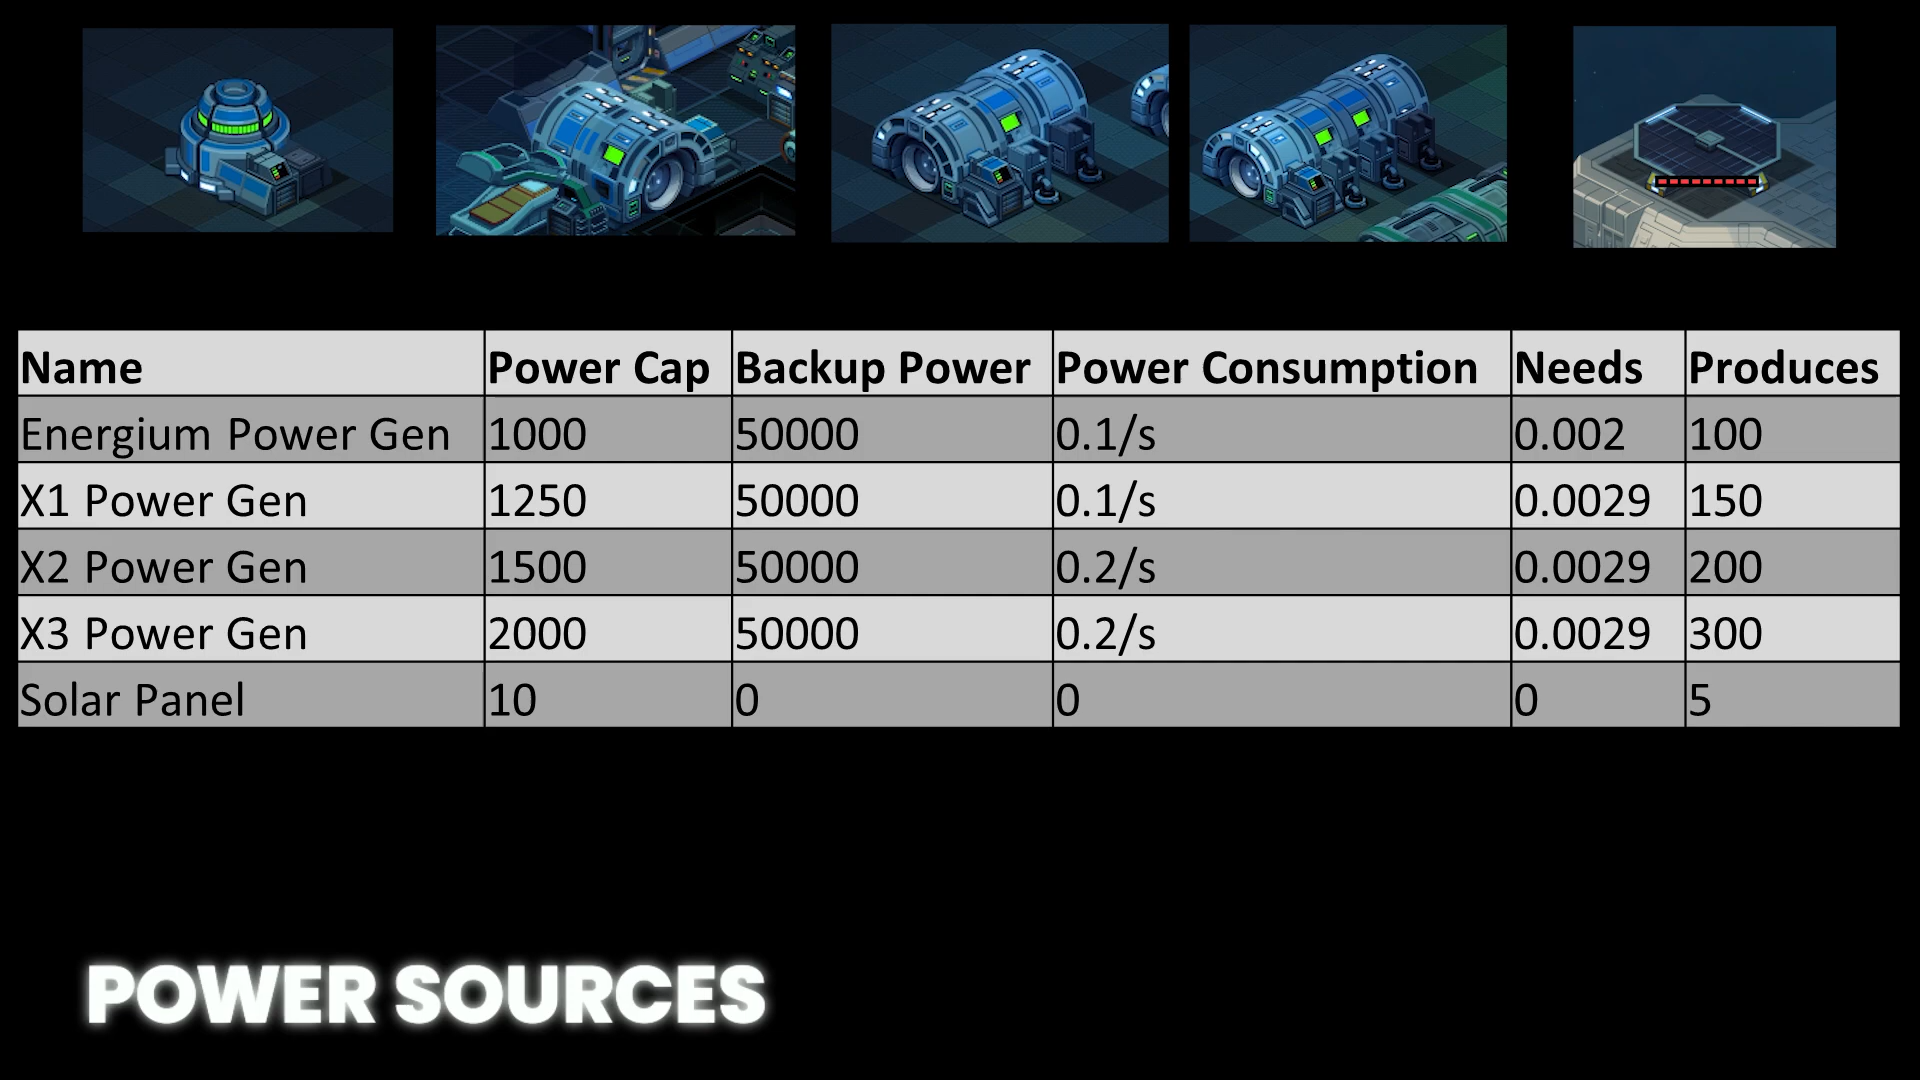 Name Power Cap Backup Power Power Consumption Needs Produces
Energium Power Gen 1000 50000 0.1/s 0.002 100
X1 Power Gen 1250 50000 0.1/s 0.0029 150
X2 Power Gen 1500 50000 0.2/s 0.0029 200
X3 Power Gen 2000 50000 0.2/s 0.0029 300
Solar Panel 10 0 0 0 5
POWER SOURCES